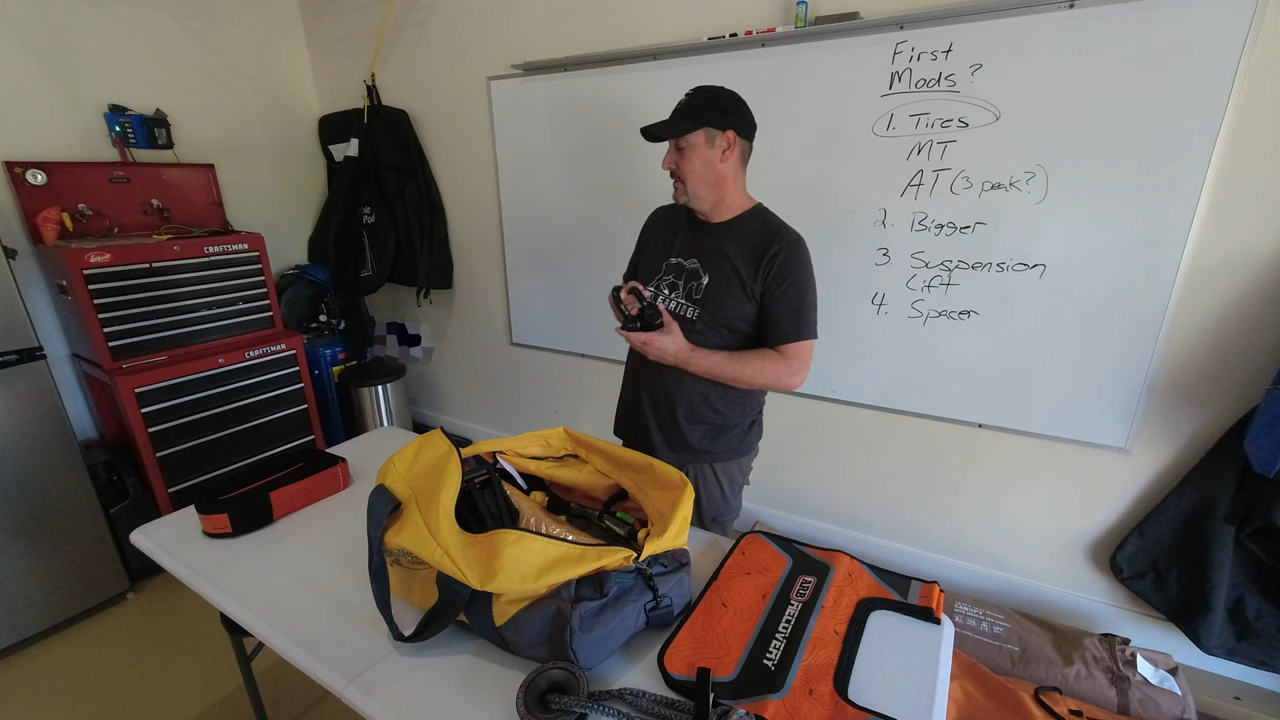 First
Mods?
1. Tires
MT
AT (3 peak?)
2. Bigger
3. Suspension
Lift
4. Spacer
CRAFTSMAN
CRAFTSMAN
ARB
RECOVERY